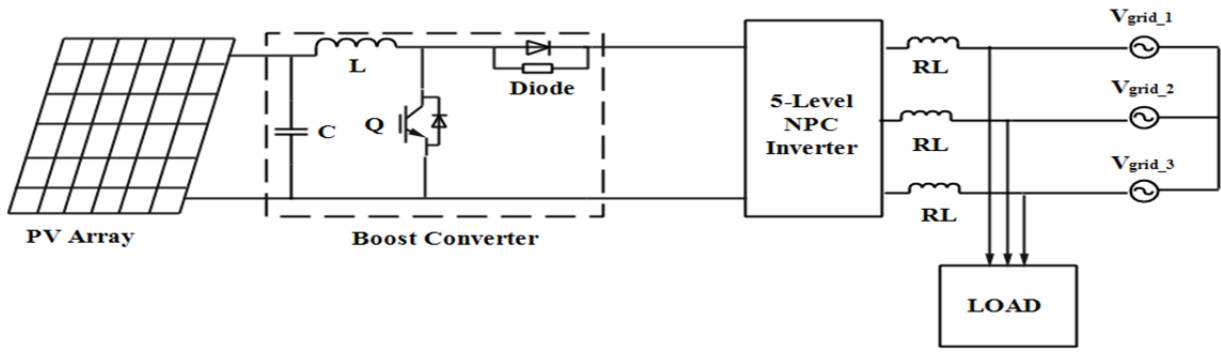 PV Array
L
C
Q
Diode
Boost Converter
5-Level
NPC
Inverter
RL
RL
RL
Vgrid_1
Vgrid_2
Vgrid_3
LOAD